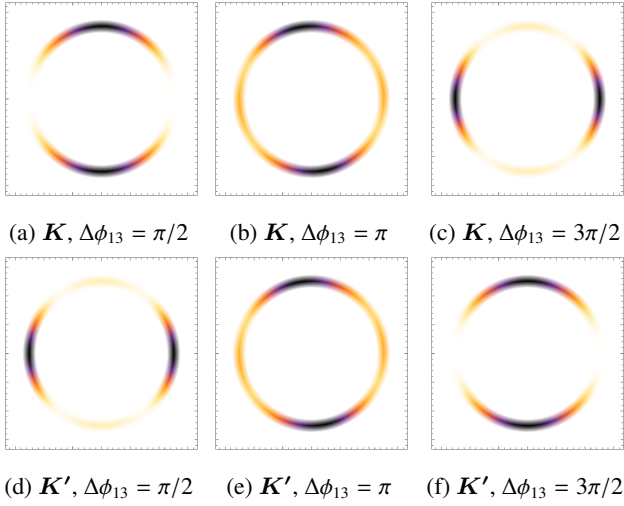 (a) K, Δϕ13 = π/2 (b) K, Δϕ13 = π (c) K, Δϕ13 = 3π/2
(d) K′, Δϕ13 = π/2 (e) K′, Δϕ13 = π (f) K′, Δϕ13 = 3π/2